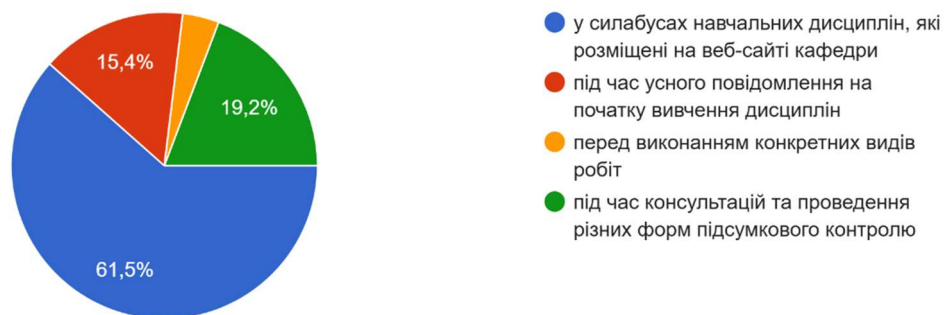 15,4%
19,2%
61,5%
у силабусах навчальних дисциплін, які
розміщені на веб-сайті кафедри
під час усного повідомлення на
початку вивчення дисциплін
перед виконанням конкретних видів
робіт
під час консультацій та проведення
різних форм підсумкового контролю